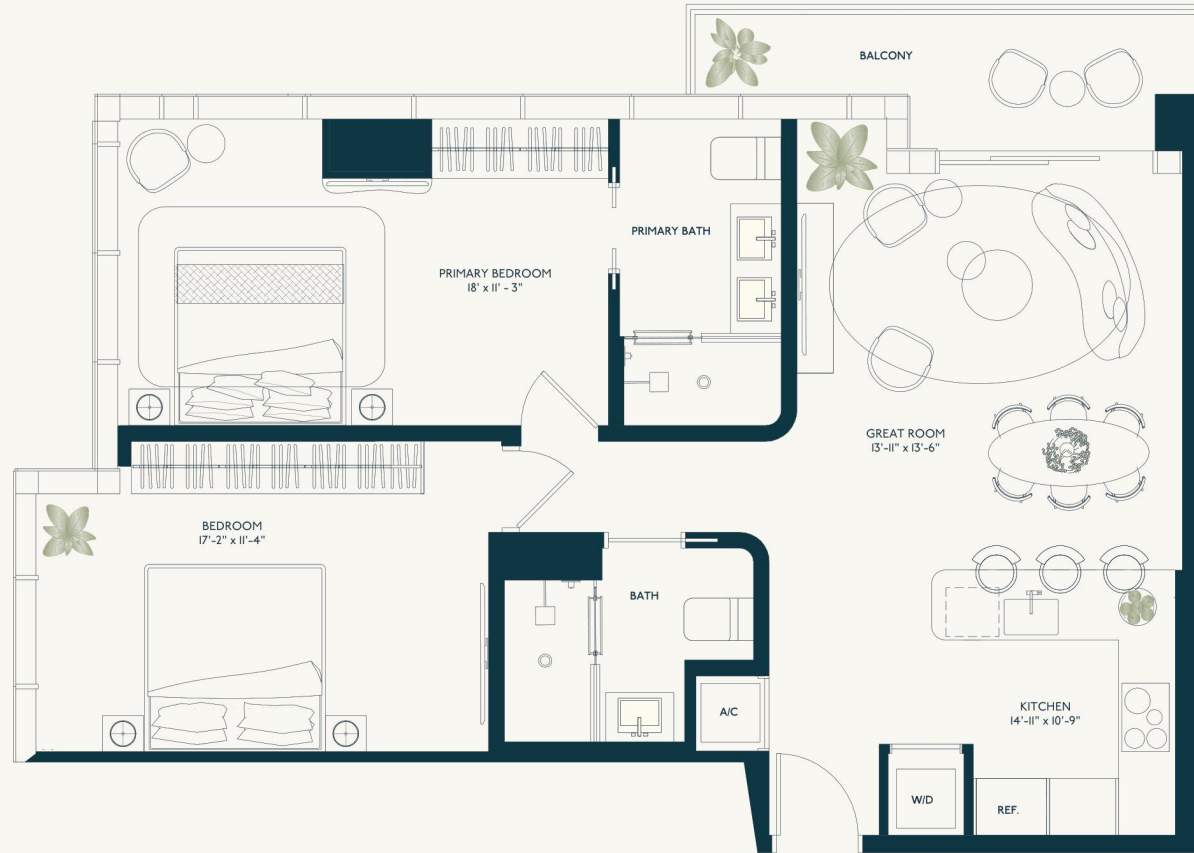 BALCONY
PRIMARY BATH
PRIMARY BEDROOM
18' x 11' - 3"
GREAT ROOM
13'-11" x 13'-6"
BEDROOM
17'-2" x 11'-4"
BATH
A/C
KITCHEN
14'-11" x 10'-9"
W/D
REF.